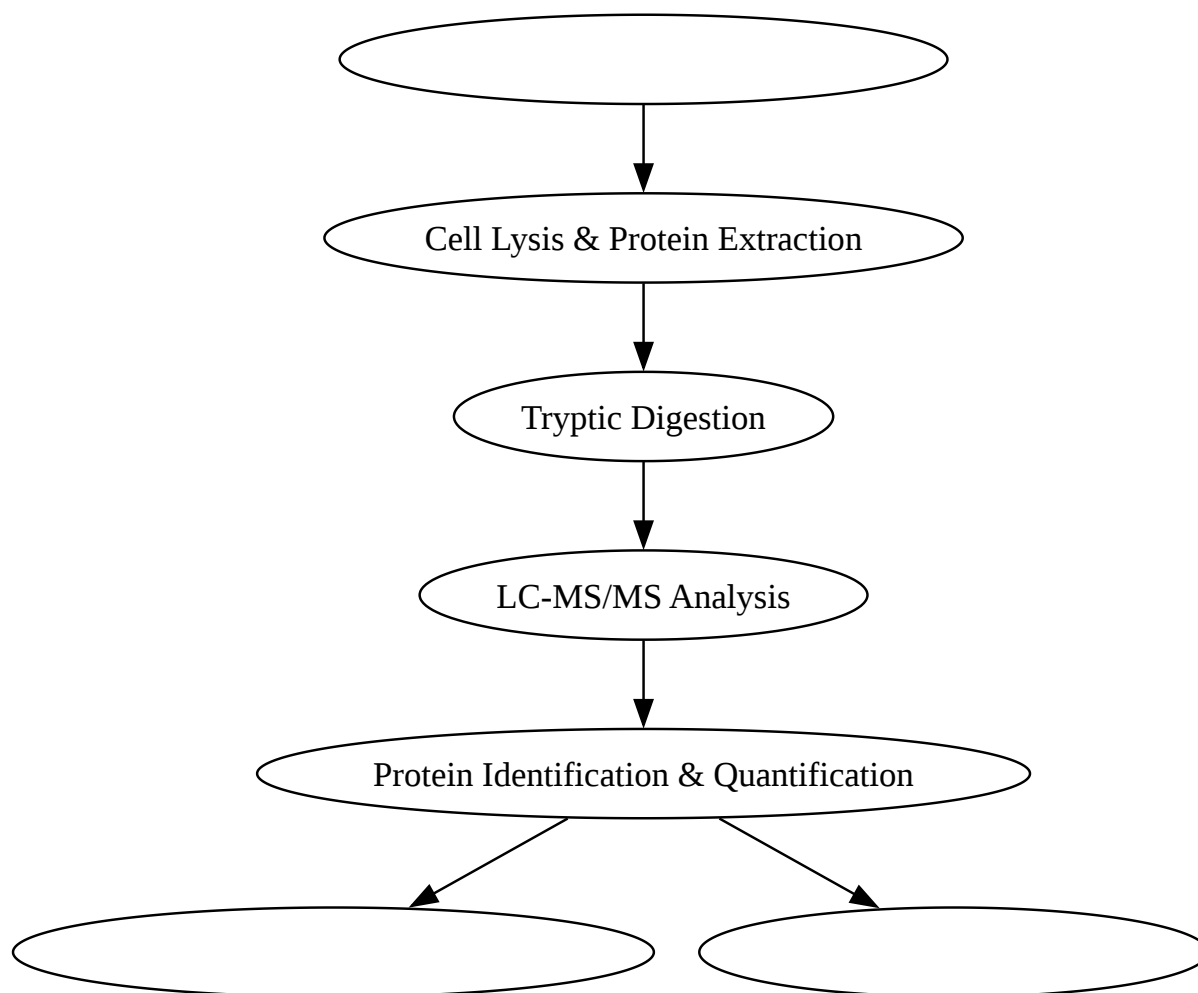 Cell Lysis & Protein Extraction
Tryptic Digestion
LC-MS/MS Analysis
Protein Identification & Quantification